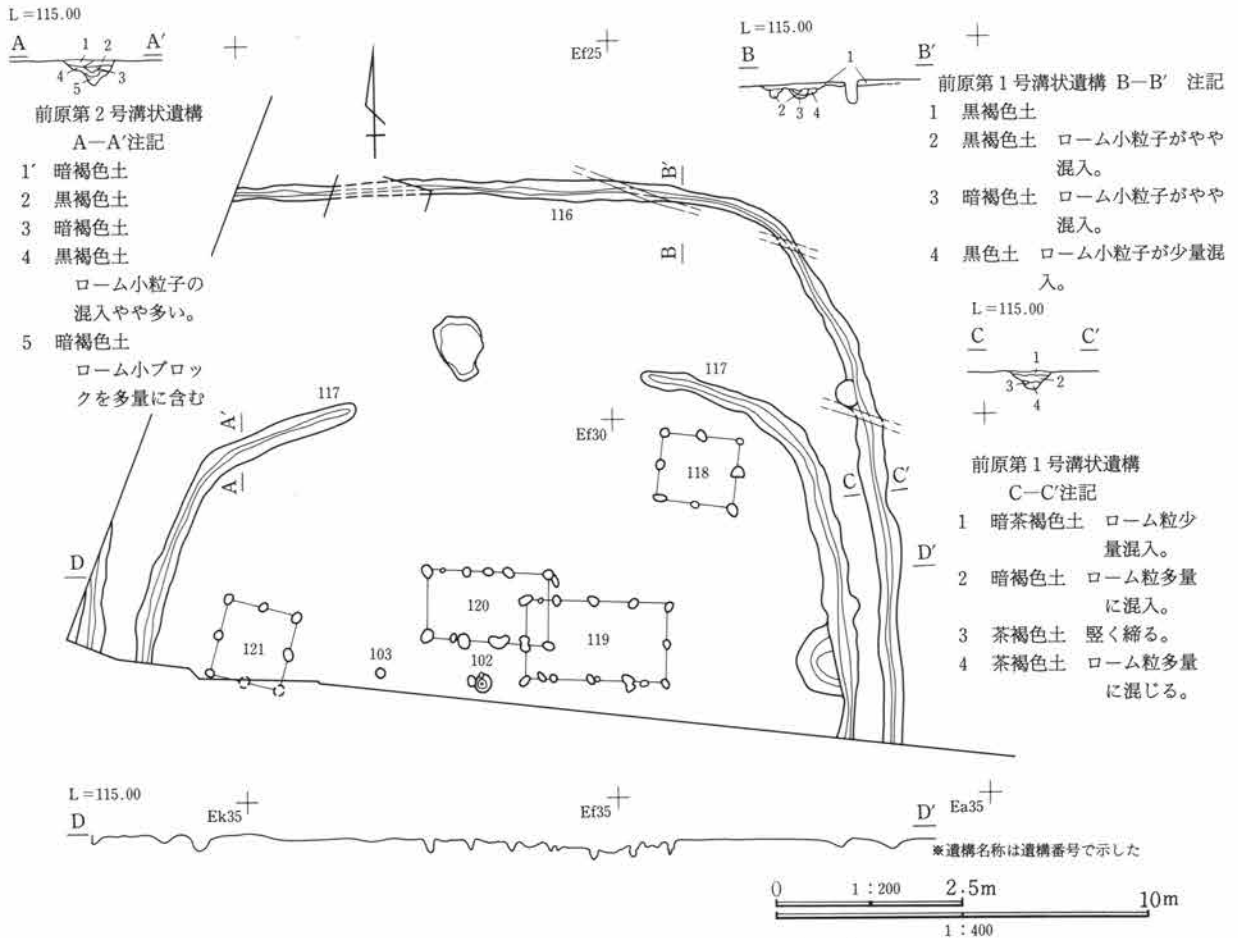 L=115.00
A A′
1 2
4 3
5
前原第2号溝状遺構
A―A′注記
1′ 暗褐色土
2 黒褐色土
3 暗褐色土
4 黒褐色土
ローム小粒子の
混入やや多い。
5 暗褐色土
ローム小ブロッ
クを多量に含む
Ef25
L=115.00
B B′
1
2 3 4
前原第1号溝状遺構 B―B′ 注記
1 黒褐色土
2 黒褐色土 ローム小粒子がやや
混入。
3 暗褐色土 ローム小粒子がやや
混入。
4 黒色土 ローム小粒子が少量混
入。
L=115.00
C C′
1
3 2
4
前原第1号溝状遺構
C―C′注記
1 暗茶褐色土 ローム粒少
量混入。
2 暗褐色土 ローム粒多量
に混入。
3 茶褐色土 堅く締る。
4 茶褐色土 ローム粒多量
に混じる。
B′
116
B
117
117
A′
Ef30
118
A
C C′
D D′
120
119
121
103
102
L=115.00
Ek35
Ef35
Ea35
D D′
※遺構名称は遺構番号で示した
0 1:200 2.5m 10m
1:400